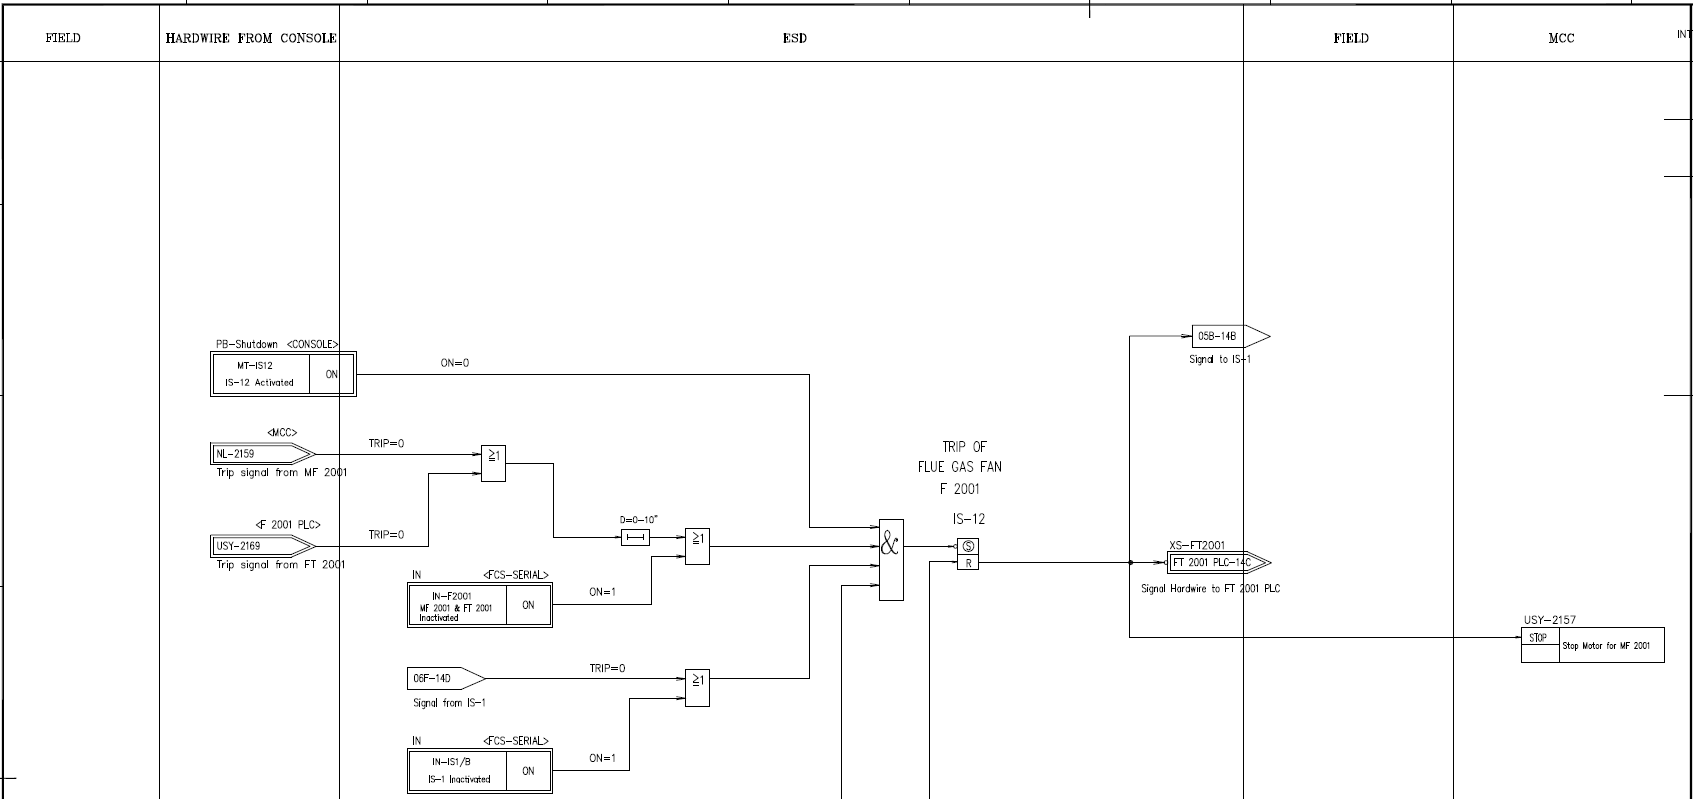 FIELD
HARDWIRE FROM CONSOLE
ESD
FIELD
MCC
INT
05B-14B
Signal to IS-1
PB-Shutdown <CONSOLE>
MT-IS12
IS-12 Activated
ON
ON=0
<MCC>
NL-2159
Trip signal from MF 2001
TRIP=0
≥1
TRIP OF
FLUE GAS FAN
F 2001
IS-12
<F 2001 PLC>
USY-2169
Trip signal from FT 2001
TRIP=0
D=0-10"
≥1
&
S
R
XS-FT2001
FT 2001 PLC-14C
Signal Hardwire to FT 2001 PLC
IN <FCS-SERIAL>
IN-F2001
MF 2001 & FT 2001
Inactivated
ON
ON=1
USY-2157
STOP
Stop Motor for MF 2001
06F-14D
Signal from IS-1
TRIP=0
≥1
IN <FCS-SERIAL>
IN-IS1/B
IS-1 Inactivated
ON
ON=1